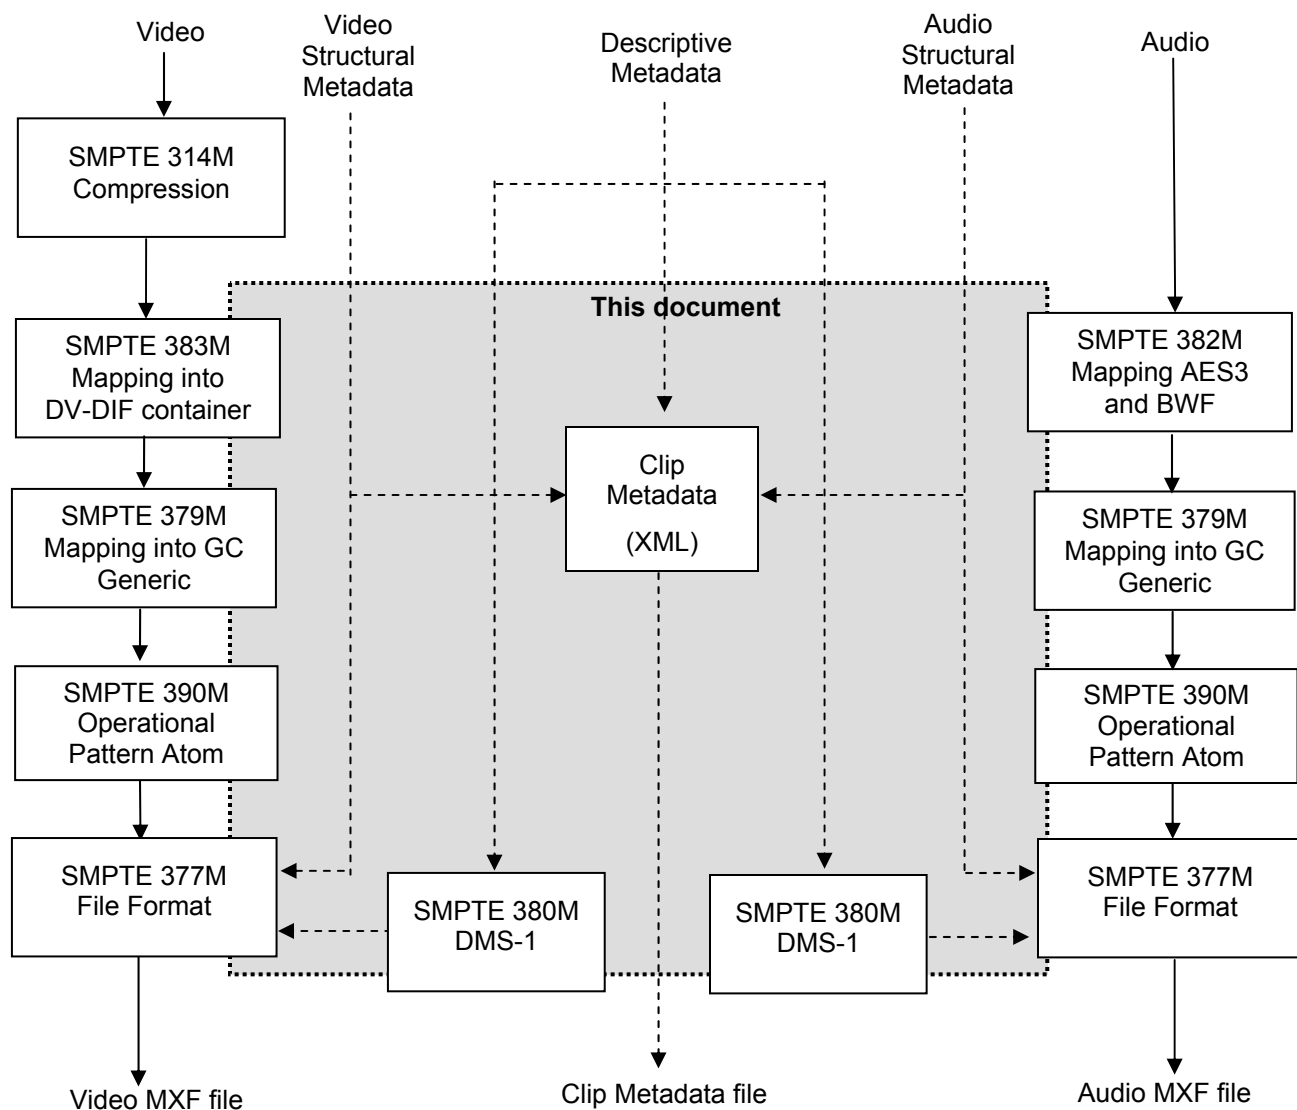 Video
Video
Structural
Metadata
Descriptive
Metadata
Audio
Structural
Metadata
Audio
SMPTE 314M
Compression
This document
SMPTE 383M
Mapping into
DV-DIF container
SMPTE 382M
Mapping AES3
and BWF
Clip
Metadata
(XML)
SMPTE 379M
Mapping into GC
Generic
SMPTE 379M
Mapping into GC
Generic
SMPTE 390M
Operational
Pattern Atom
SMPTE 390M
Operational
Pattern Atom
SMPTE 377M
File Format
SMPTE 380M
DMS-1
SMPTE 380M
DMS-1
SMPTE 377M
File Format
Video MXF file
Clip Metadata file
Audio MXF file